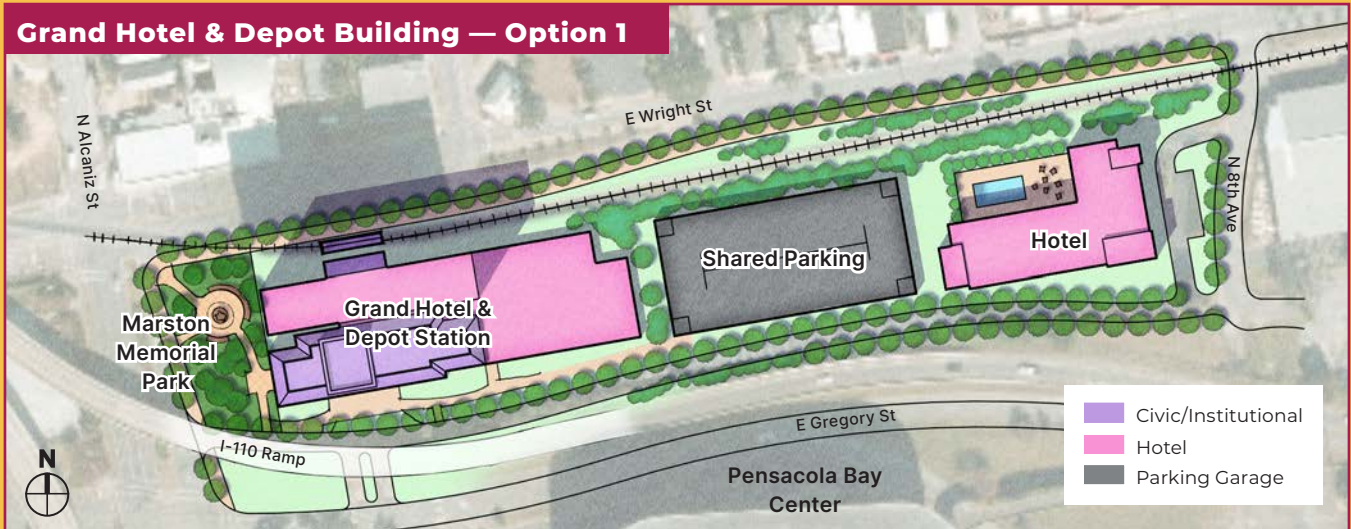 Grand Hotel & Depot Building — Option 1
N Alcaniz St
E Wright St
N 8th Ave
Shared Parking
Hotel
Grand Hotel &
Depot Station
Marston
Memorial
Park
I-110 Ramp
E Gregory St
Pensacola Bay
Center
N
Civic/Institutional
Hotel
Parking Garage